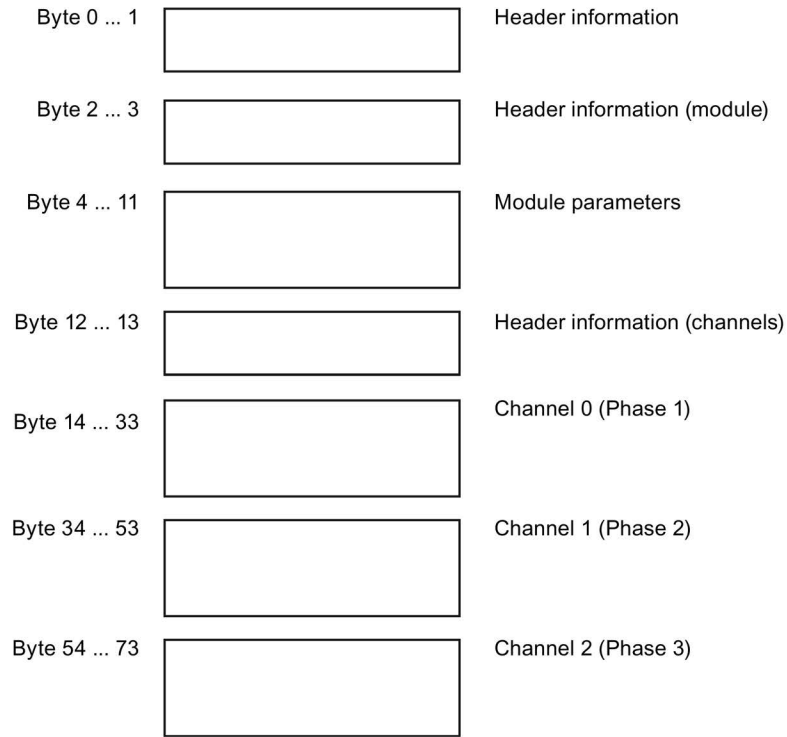 Byte 0 ... 1 Header information
Byte 2 ... 3 Header information (module)
Byte 4 ... 11 Module parameters
Byte 12 ... 13 Header information (channels)
Byte 14 ... 33 Channel 0 (Phase 1)
Byte 34 ... 53 Channel 1 (Phase 2)
Byte 54 ... 73 Channel 2 (Phase 3)